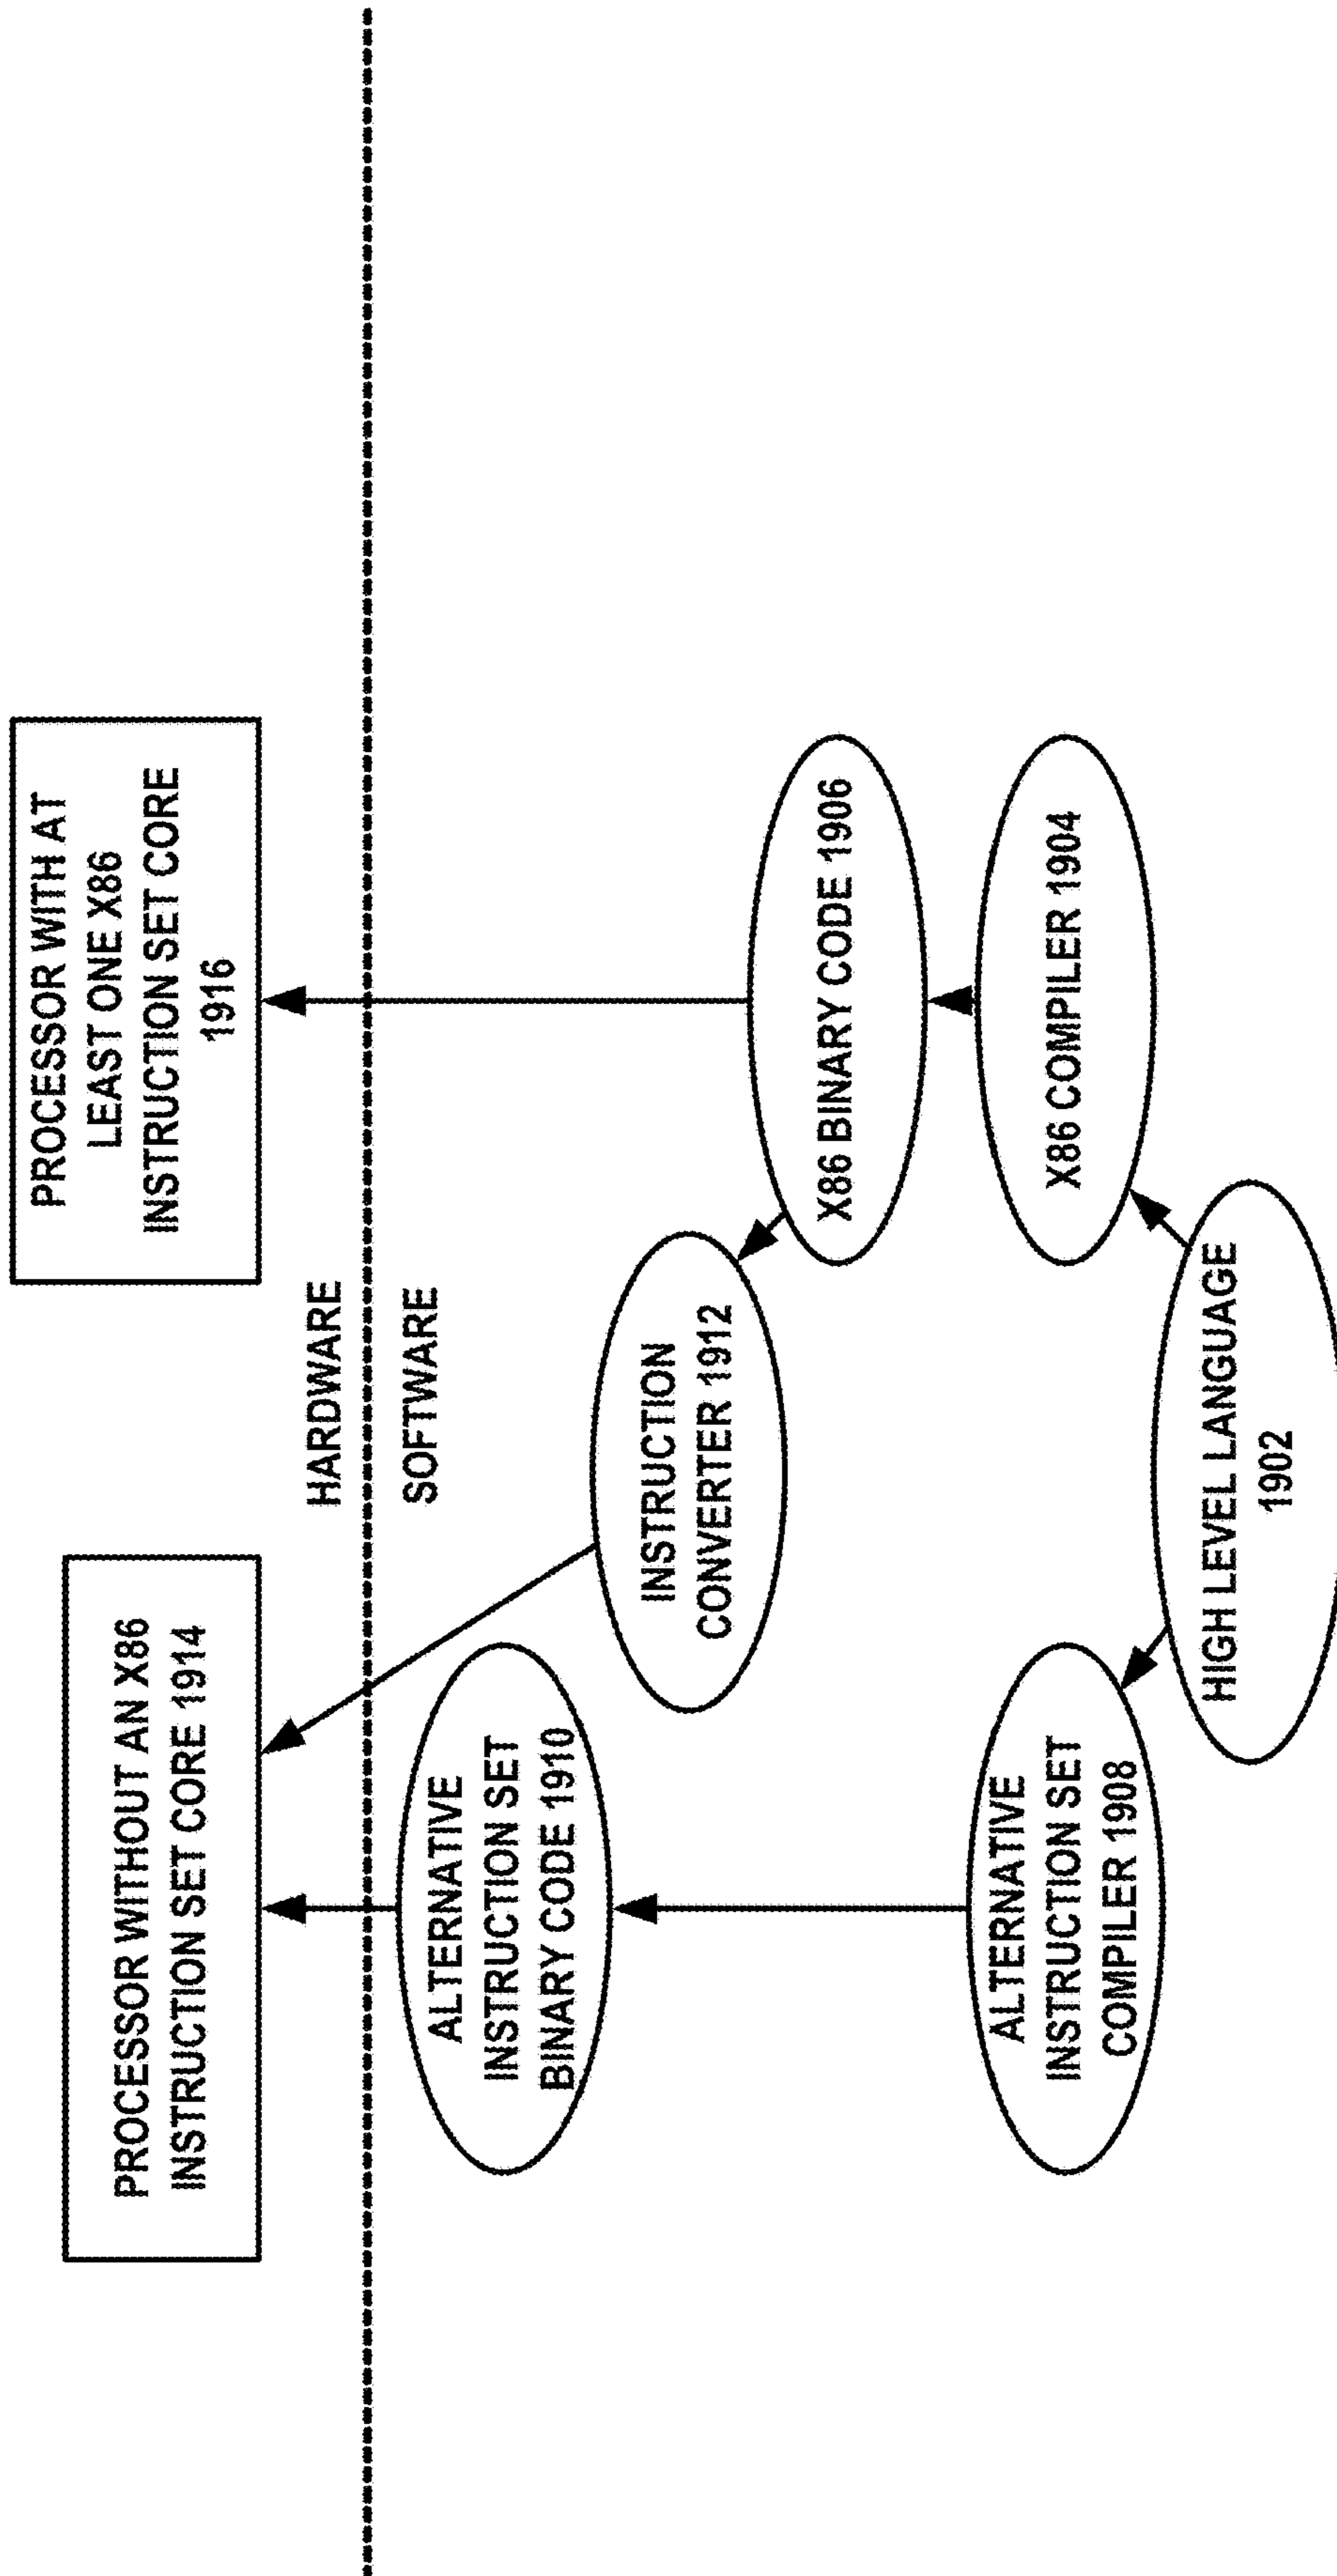 PROCESSOR WITHOUT AN X86
INSTRUCTION SET CORE 1914
PROCESSOR WITH AT
LEAST ONE X86
INSTRUCTION SET CORE
1916
HARDWARE
SOFTWARE
ALTERNATIVE
INSTRUCTION SET
BINARY CODE 1910
INSTRUCTION
CONVERTER 1912
X86 BINARY CODE 1906
ALTERNATIVE
INSTRUCTION SET
COMPILER 1908
X86 COMPILER 1904
HIGH LEVEL LANGUAGE
1902